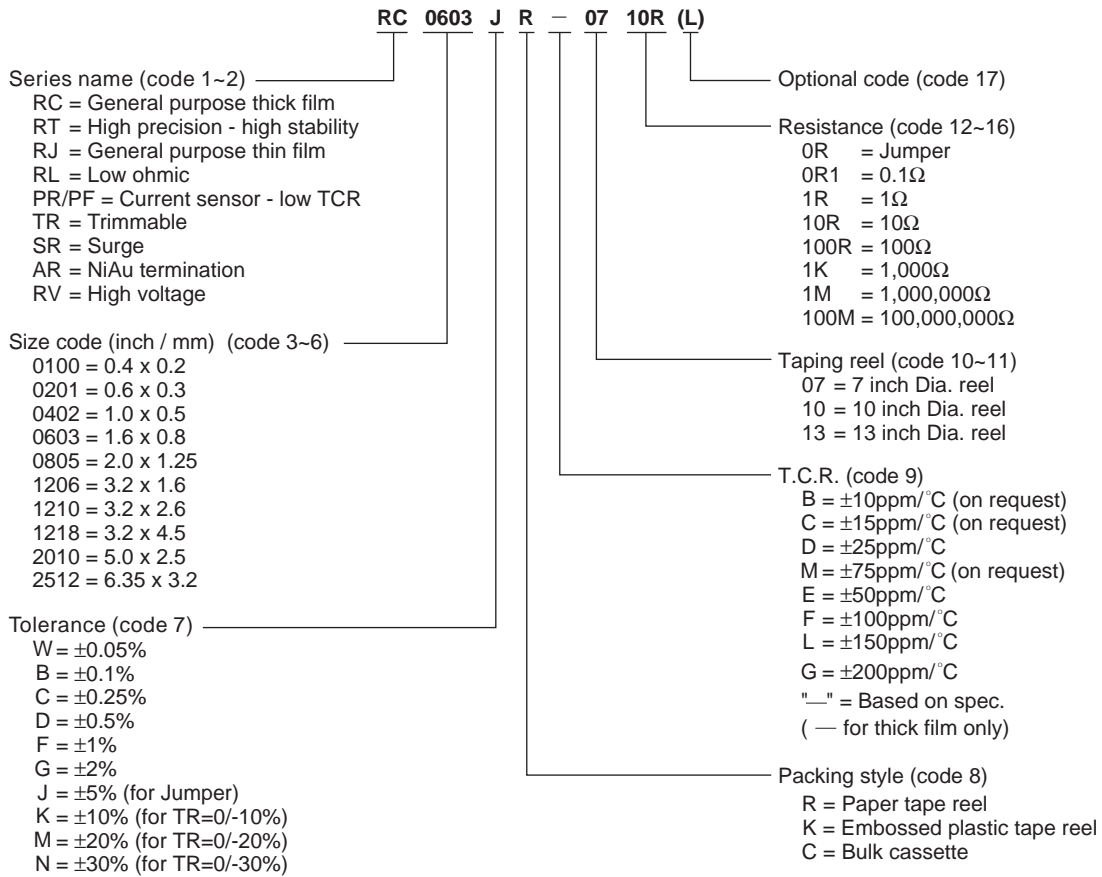 RC 0603 J R — 07 10R (L)
Series name (code 1~2)
RC = General purpose thick film
RT = High precision - high stability
RJ = General purpose thin film
RL = Low ohmic
PR/PF = Current sensor - low TCR
TR = Trimmable
SR = Surge
AR = NiAu termination
RV = High voltage
Size code (inch / mm) (code 3~6)
0100 = 0.4 x 0.2
0201 = 0.6 x 0.3
0402 = 1.0 x 0.5
0603 = 1.6 x 0.8
0805 = 2.0 x 1.25
1206 = 3.2 x 1.6
1210 = 3.2 x 2.6
1218 = 3.2 x 4.5
2010 = 5.0 x 2.5
2512 = 6.35 x 3.2
Tolerance (code 7)
W = ±0.05%
B = ±0.1%
C = ±0.25%
D = ±0.5%
F = ±1%
G = ±2%
J = ±5% (for Jumper)
K = ±10% (for TR=0/-10%)
M = ±20% (for TR=0/-20%)
N = ±30% (for TR=0/-30%)
Optional code (code 17)
Resistance (code 12~16)
0R = Jumper
0R1 = 0.1Ω
1R = 1Ω
10R = 10Ω
100R = 100Ω
1K = 1,000Ω
1M = 1,000,000Ω
100M = 100,000,000Ω
Taping reel (code 10~11)
07 = 7 inch Dia. reel
10 = 10 inch Dia. reel
13 = 13 inch Dia. reel
T.C.R. (code 9)
B = ±10ppm/°C (on request)
C = ±15ppm/°C (on request)
D = ±25ppm/°C
M = ±75ppm/°C (on request)
E = ±50ppm/°C
F = ±100ppm/°C
L = ±150ppm/°C
G = ±200ppm/°C
"—" = Based on spec.
( — for thick film only)
Packing style (code 8)
R = Paper tape reel
K = Embossed plastic tape reel
C = Bulk cassette